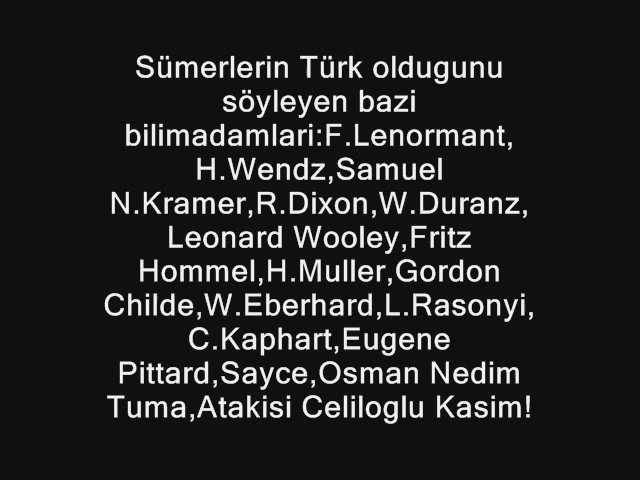 Sümerlerin Türk oldugunu
söyleyen bazi
bilimadamlari:F.Lenormant,
H.Wendz,Samuel
N.Kramer,R.Dixon,W.Duranz,
Leonard Wooley,Fritz
Hommel,H.Muller,Gordon
Childe,W.Eberhard,L.Rasonyi,
C.Kaphart,Eugene
Pittard,Sayce,Osman Nedim
Tuma,Atakisi Celiloglu Kasim!